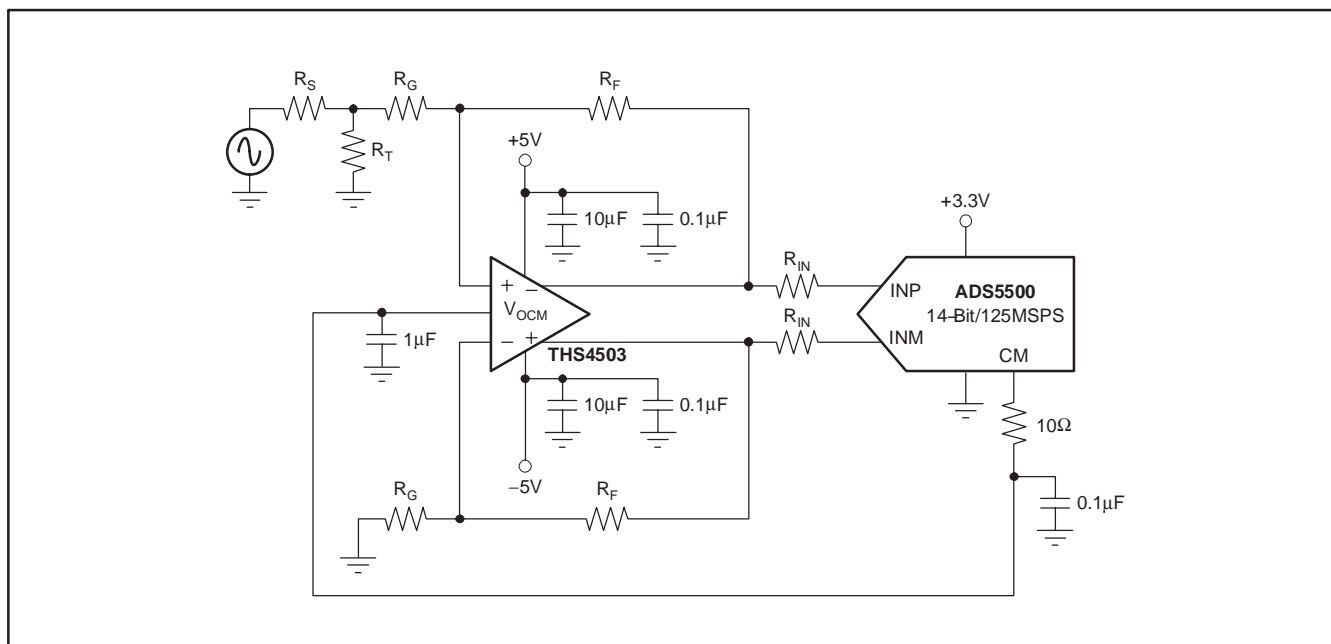 R_S
R_G
R_F
R_T
+5V
10μF
0.1μF
+3.3V
R_IN
INP
ADS5500
14–Bit/125MSPS
+ −
V_OCM
1μF
R_IN
INM
− +
THS4503
CM
10μF
0.1μF
10Ω
−5V
R_G
R_F
0.1μF